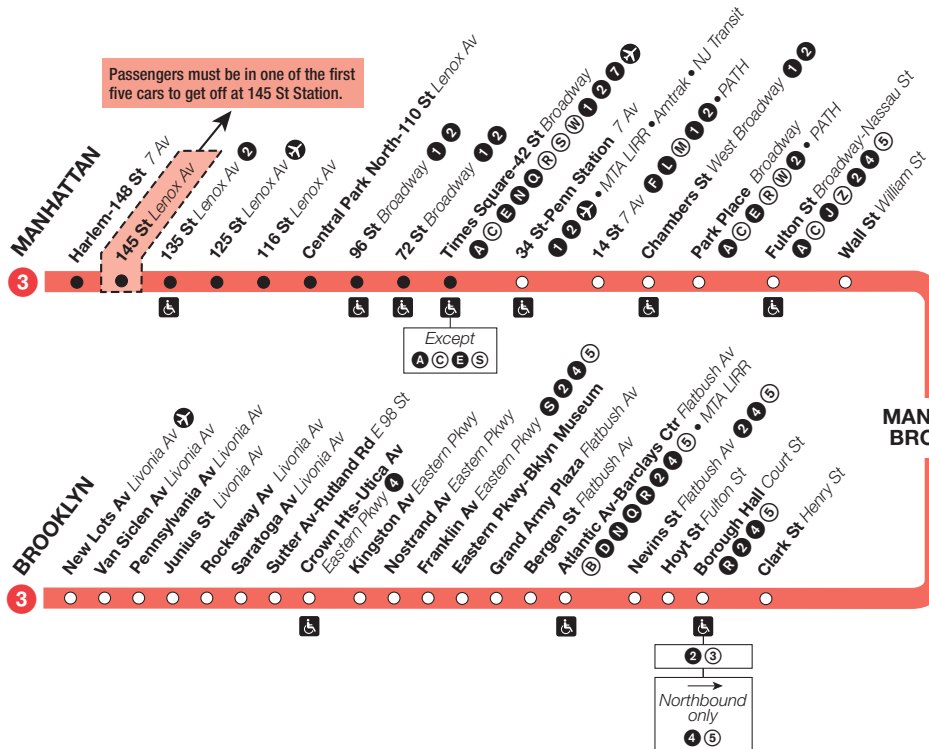 Passengers must be in one of the first
five cars to get off at 145 St Station.
MANHATTAN
3
Harlem-148 St 7 Av
145 St Lenox Av
135 St Lenox Av 2
125 St Lenox Av
116 St Lenox Av
Central Park North-110 St Lenox Av
96 St Broadway 1 2
72 St Broadway 1 2
Times Square-42 St Broadway
A C E N Q R S W 1 2 7
34 St-Penn Station 7 Av
1 2 • MTA LIRR • Amtrak • NJ Transit
14 St 7 Av F L M 1 2 • PATH
Chambers St West Broadway 1 2
Park Place Broadway
A C E R W 2 • PATH
Fulton St Broadway-Nassau St
A C J Z 2 4 5
Wall St William St
Except
A C E S
MAN
BRO
BROOKLYN
3
New Lots Av Livonia Av
Van Siclen Av Livonia Av
Pennsylvania Av Livonia Av
Junius St Livonia Av
Rockaway Av Livonia Av
Saratoga Av Livonia Av
Sutter Av-Rutland Rd E 98 St
Crown Hts-Utica Av
Eastern Pkwy 4
Kingston Av Eastern Pkwy
Nostrand Av Eastern Pkwy
Franklin Av Eastern Pkwy S 2 4 5
Eastern Pkwy-Bklyn Museum
Grand Army Plaza Flatbush Av
Bergen St Flatbush Av
Atlantic Av-Barclays Ctr Flatbush Av
B D N Q R 2 4 5 • MTA LIRR
Nevins St Flatbush Av 2 4 5
Hoyt St Fulton St
Borough Hall Court St
R 2 4 5
Clark St Henry St
2 3
Northbound
only
4 5